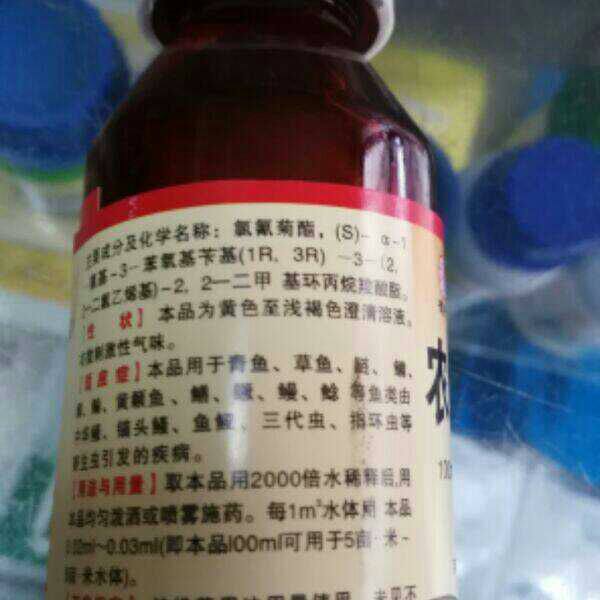 成分及化学名称：氯氰菊酯，(S)- α-
氰基-3-苯氧基苄基(1R、3R) -3-(2,
(-二氯乙烯基)-2, 2-二甲 基环丙烷羧酸脂。
【性 状】 本品为黄色至浅褐色澄清溶液。
刺激性气味。
【适应症】本品用于青鱼、草鱼、鲢、鳙、
鳊、黄颡鱼、鳜、鳗、鲶 等鱼类由
中华鳋、锚头鳋、鱼鲺、三代虫、指环虫等
寄生虫引发的疾病。
【用法与用量】取本品用2000倍水稀释后,用
本品均匀泼洒或喷雾施药。每1m³水体用 本品
0.02ml~0.03ml(即本品100ml可用于5亩·米~
亩·米水体)。
未见不
农
100